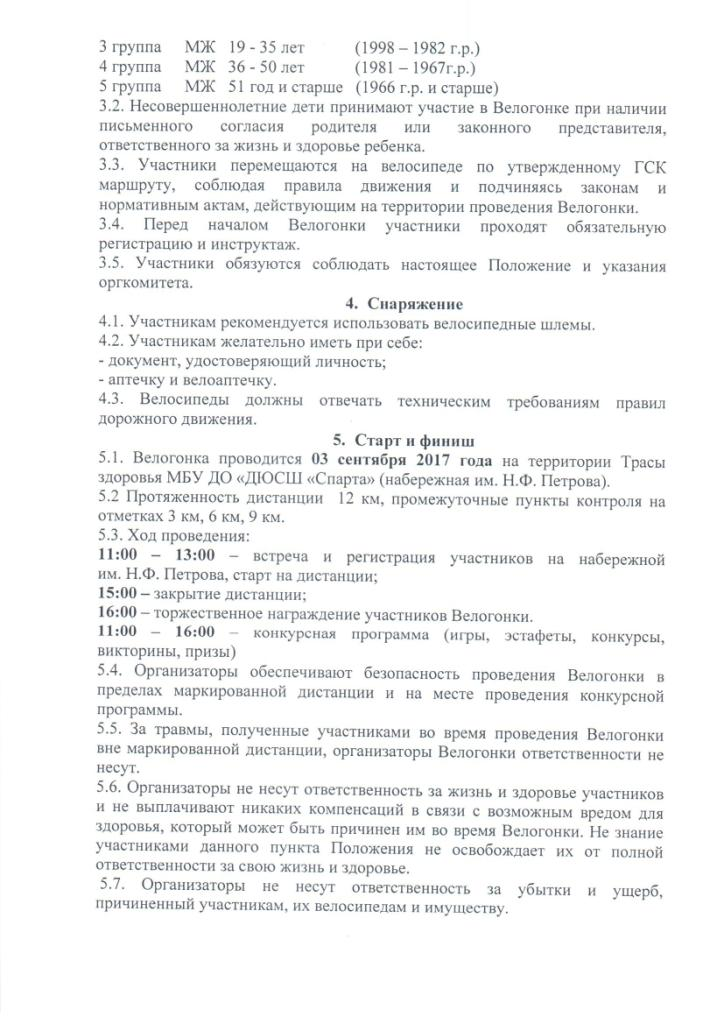 3 группа МЖ 19 - 35 лет (1998 – 1982 г.р.)
4 группа МЖ 36 - 50 лет (1981 – 1967г.р.)
5 группа МЖ 51 год и старше (1966 г.р. и старше)
3.2. Несовершеннолетние дети принимают участие в Велогонке при наличии
письменного согласия родителя или законного представителя,
ответственного за жизнь и здоровье ребенка.
3.3. Участники перемещаются на велосипеде по утвержденному ГСК
маршруту, соблюдая правила движения и подчиняясь законам и
нормативным актам, действующим на территории проведения Велогонки.
3.4. Перед началом Велогонки участники проходят обязательную
регистрацию и инструктаж.
3.5. Участники обязуются соблюдать настоящее Положение и указания
оргкомитета.
4. Снаряжение
4.1. Участникам рекомендуется использовать велосипедные шлемы.
4.2. Участникам желательно иметь при себе:
- документ, удостоверяющий личность;
- аптечку и велоаптечку.
4.3. Велосипеды должны отвечать техническим требованиям правил
дорожного движения.
5. Старт и финиш
5.1. Велогонка проводится 03 сентября 2017 года на территории Трасы
здоровья МБУ ДО «ДЮСШ «Спарта» (набережная им. Н.Ф. Петрова).
5.2 Протяженность дистанции 12 км, промежуточные пункты контроля на
отметках 3 км, 6 км, 9 км.
5.3. Ход проведения:
11:00 – 13:00 – встреча и регистрация участников на набережной
им. Н.Ф. Петрова, старт на дистанции;
15:00 – закрытие дистанции;
16:00 – торжественное награждение участников Велогонки.
11:00 – 16:00 – конкурсная программа (игры, эстафеты, конкурсы,
викторины, призы)
5.4. Организаторы обеспечивают безопасность проведения Велогонки в
пределах маркированной дистанции и на месте проведения конкурсной
программы.
5.5. За травмы, полученные участниками во время проведения Велогонки
вне маркированной дистанции, организаторы Велогонки ответственности не
несут.
5.6. Организаторы не несут ответственность за жизнь и здоровье участников
и не выплачивают никаких компенсаций в связи с возможным вредом для
здоровья, который может быть причинен им во время Велогонки. Не знание
участниками данного пункта Положения не освобождает их от полной
ответственности за свою жизнь и здоровье.
5.7. Организаторы не несут ответственность за убытки и ущерб,
причиненный участникам, их велосипедам и имуществу.